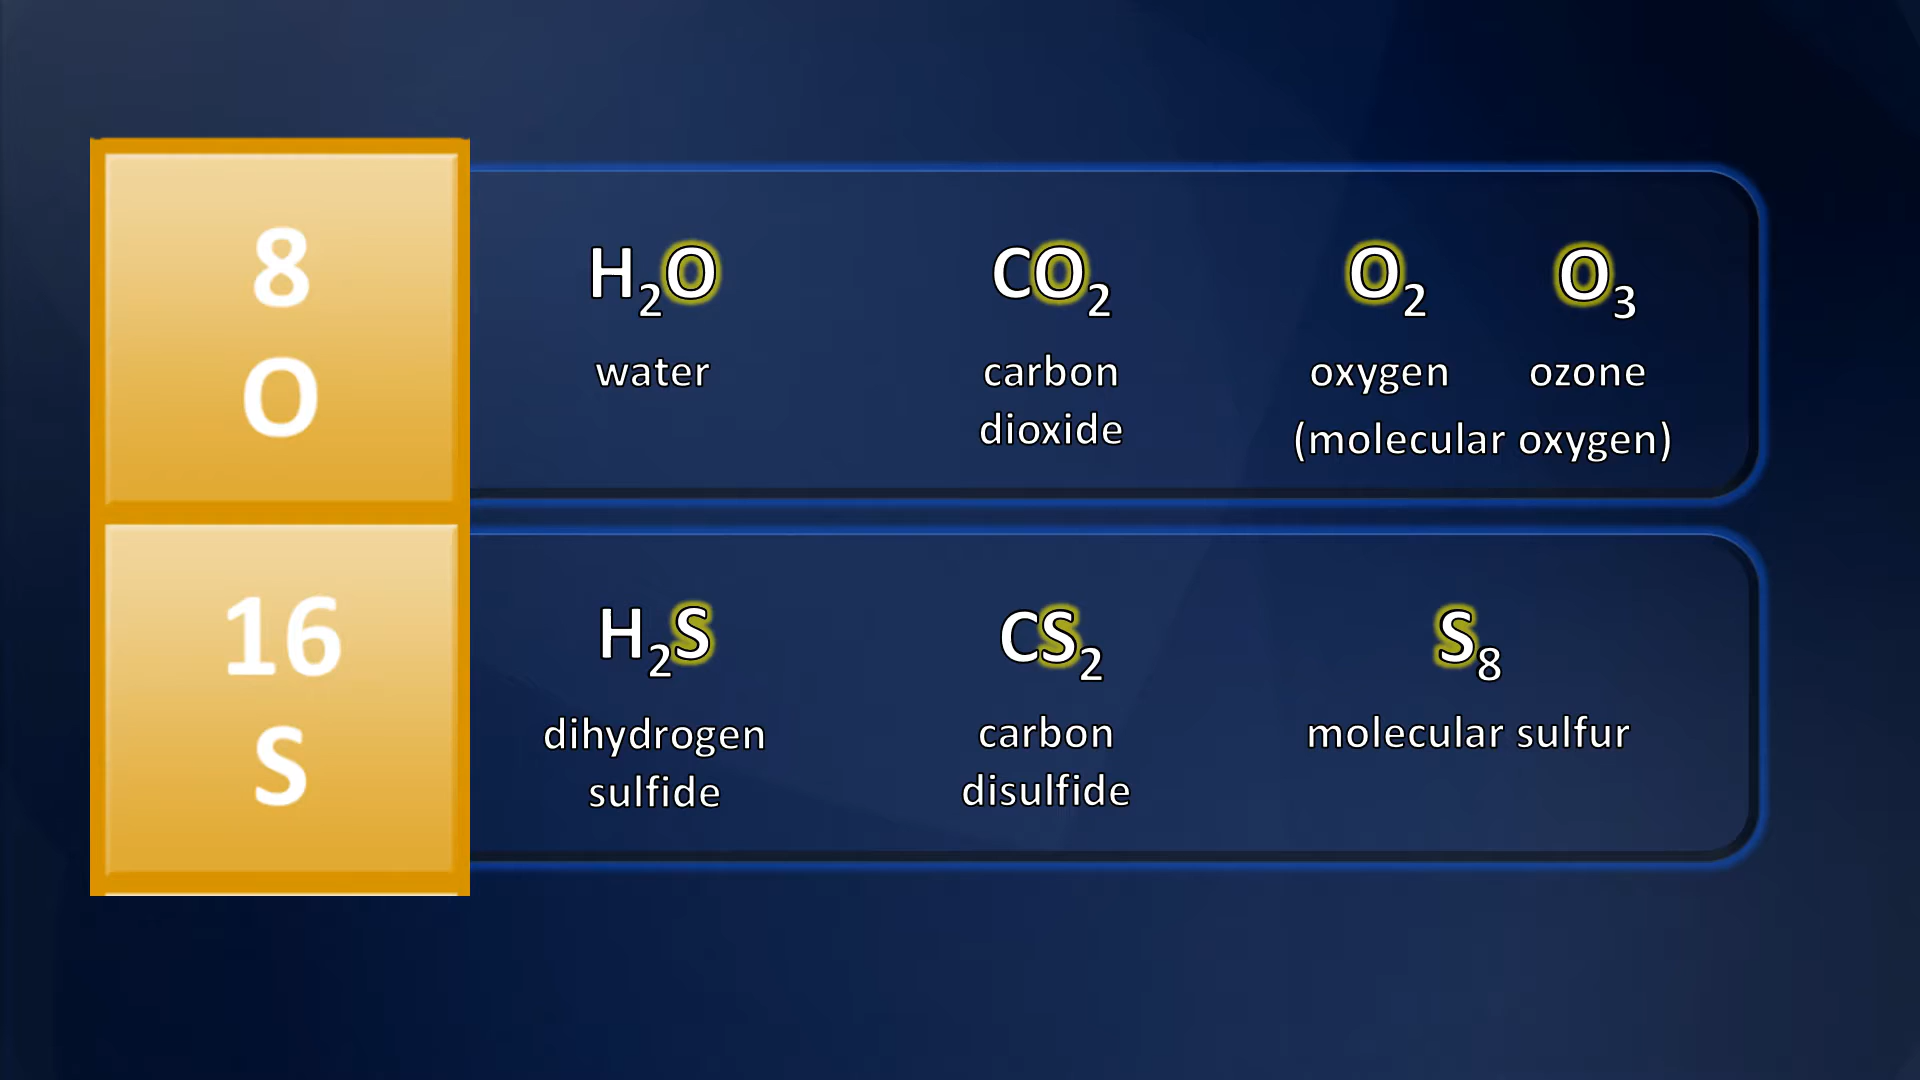 8
O
H₂O
water
CO₂
carbon
dioxide
O₂
oxygen
O₃
ozone
(molecular oxygen)
16
S
H₂S
dihydrogen
sulfide
CS₂
carbon
disulfide
S₈
molecular sulfur